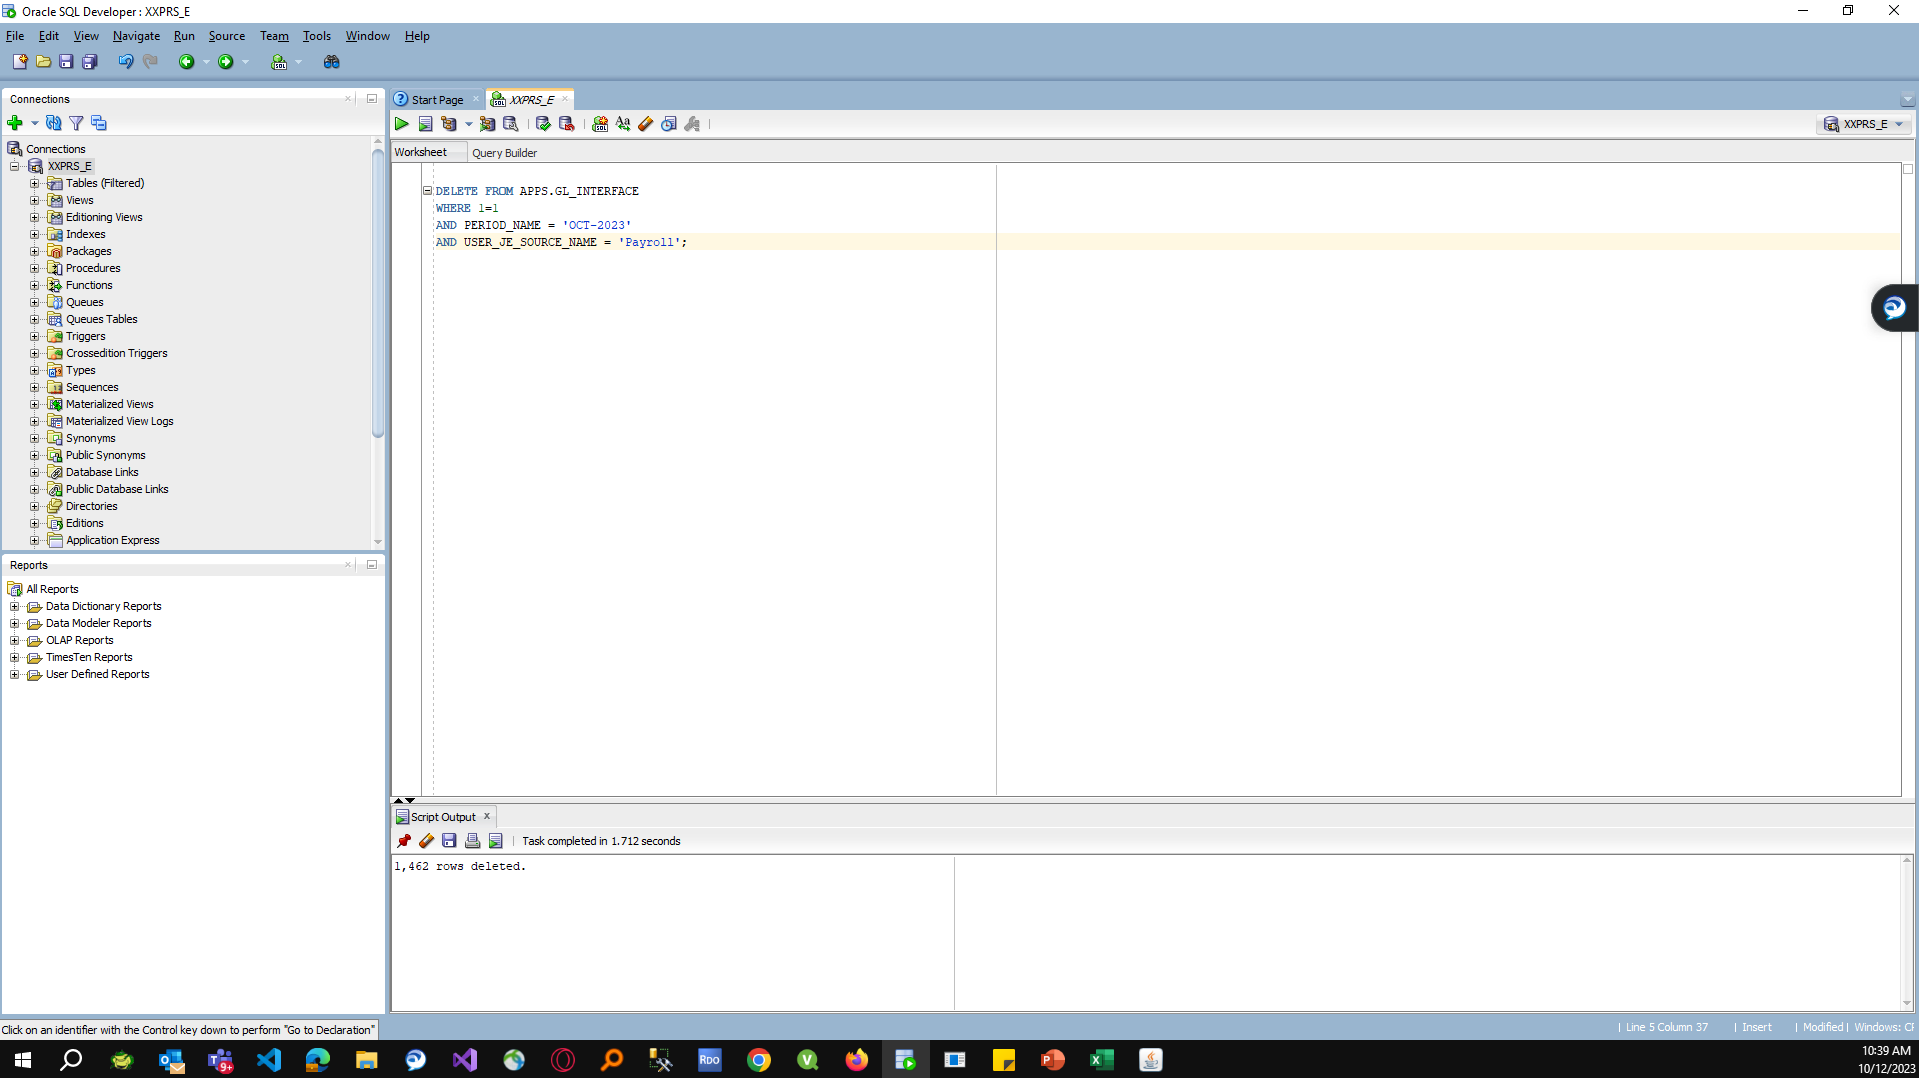 Oracle SQL Developer : XXPRS_E
File Edit View Navigate Run Source Team Tools Window Help
Connections
Start Page
XXPRS_E
XXPRS_E
Worksheet
Query Builder
Connections
XXPRS_E
Tables (Filtered)
Views
Editioning Views
Indexes
Packages
Procedures
Functions
Queues
Queues Tables
Triggers
Crossedition Triggers
Types
Sequences
Materialized Views
Materialized View Logs
Synonyms
Public Synonyms
Database Links
Public Database Links
Directories
Editions
Application Express
DELETE FROM APPS.GL_INTERFACE
WHERE 1=1
AND PERIOD_NAME = 'OCT-2023'
AND USER_JE_SOURCE_NAME = 'Payroll';
Reports
All Reports
Data Dictionary Reports
Data Modeler Reports
OLAP Reports
TimesTen Reports
User Defined Reports
Script Output
Task completed in 1.712 seconds
1,462 rows deleted.
Click on an identifier with the Control key down to perform "Go to Declaration"
Line 5 Column 37 Insert Modified Windows: CF
9+
RDO
10:39 AM
10/12/2023